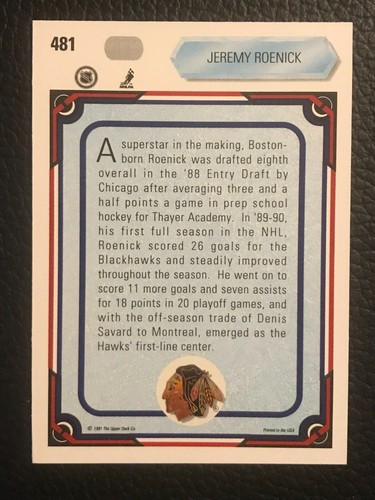 481
JEREMY ROENICK
NHLPA
A superstar in the making, Boston-
born Roenick was drafted eighth
overall in the '88 Entry Draft by
Chicago after averaging three and a
half points a game in prep school
hockey for Thayer Academy. In '89-90,
his first full season in the NHL,
Roenick scored 26 goals for the
Blackhawks and steadily improved
throughout the season. He went on to
score 11 more goals and seven assists
for 18 points in 20 playoff games, and
with the off-season trade of Denis
Savard to Montreal, emerged as the
Hawks' first-line center.
© 1991 The Upper Deck Co.
Printed in the USA